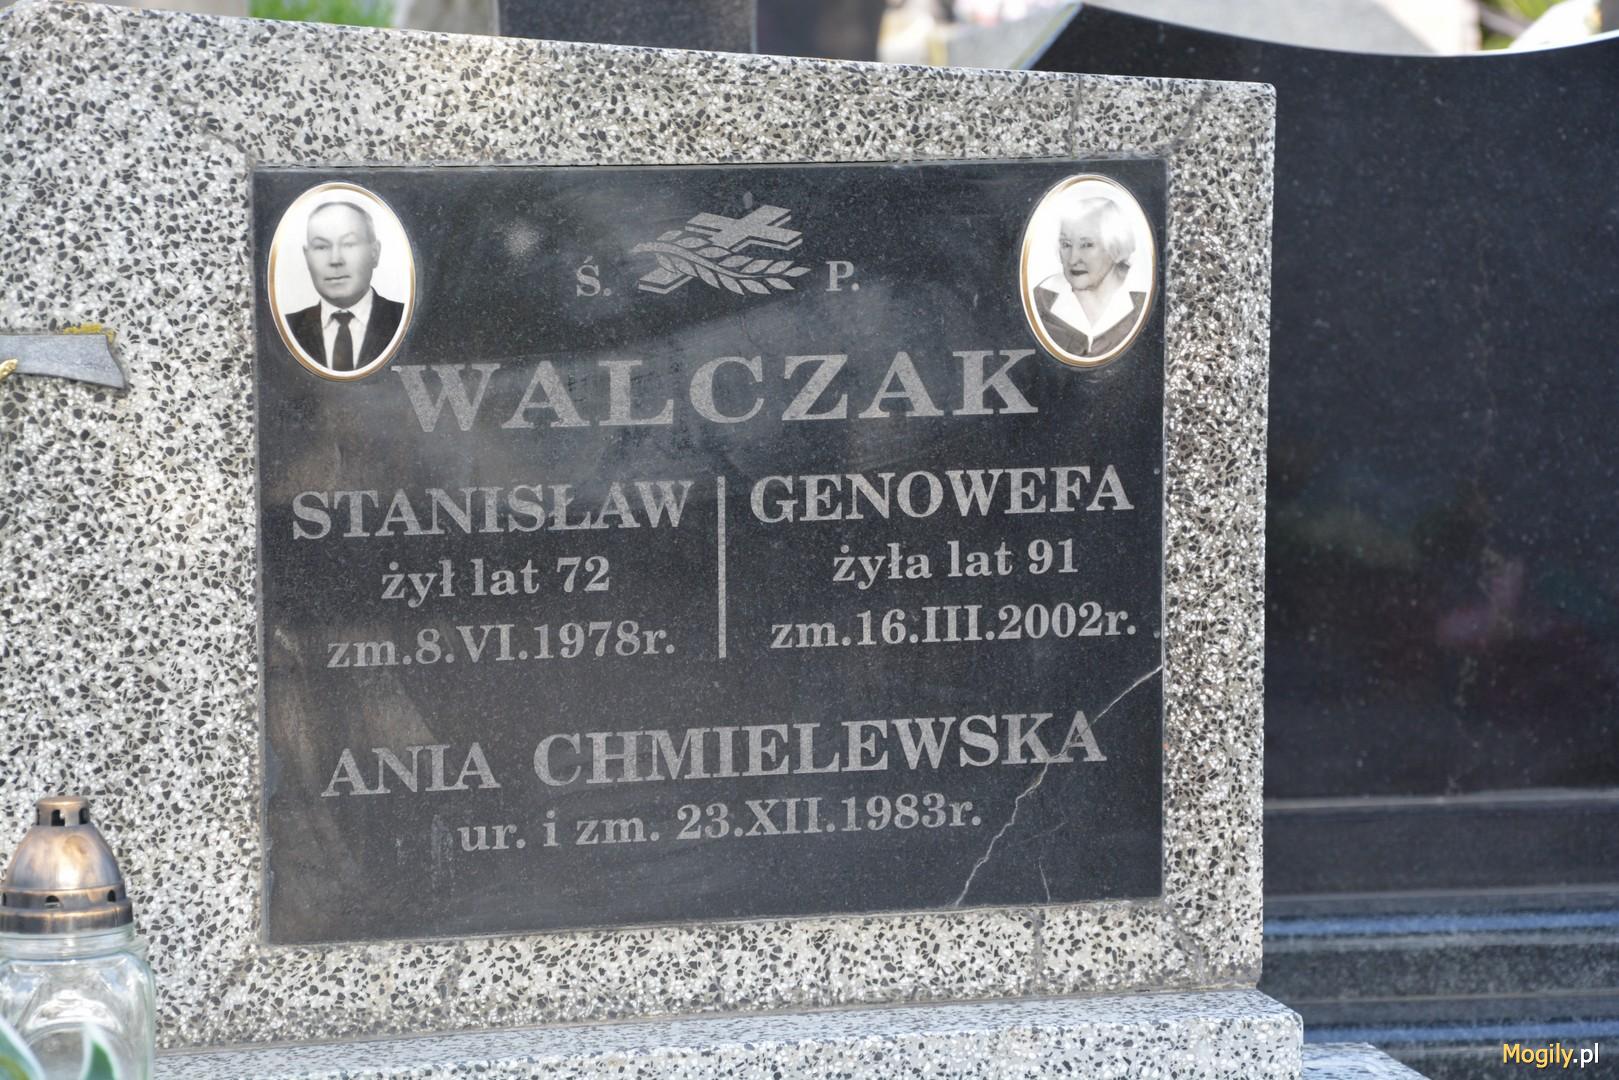 Ś. P.
WALCZAK
STANISŁAW
żył lat 72
zm.8.VI.1978r.
GENOWEFA
żyła lat 91
zm.16.III.2002r.
ANIA CHMIELEWSKA
ur. i zm. 23.XII.1983r.
Mogily.pl